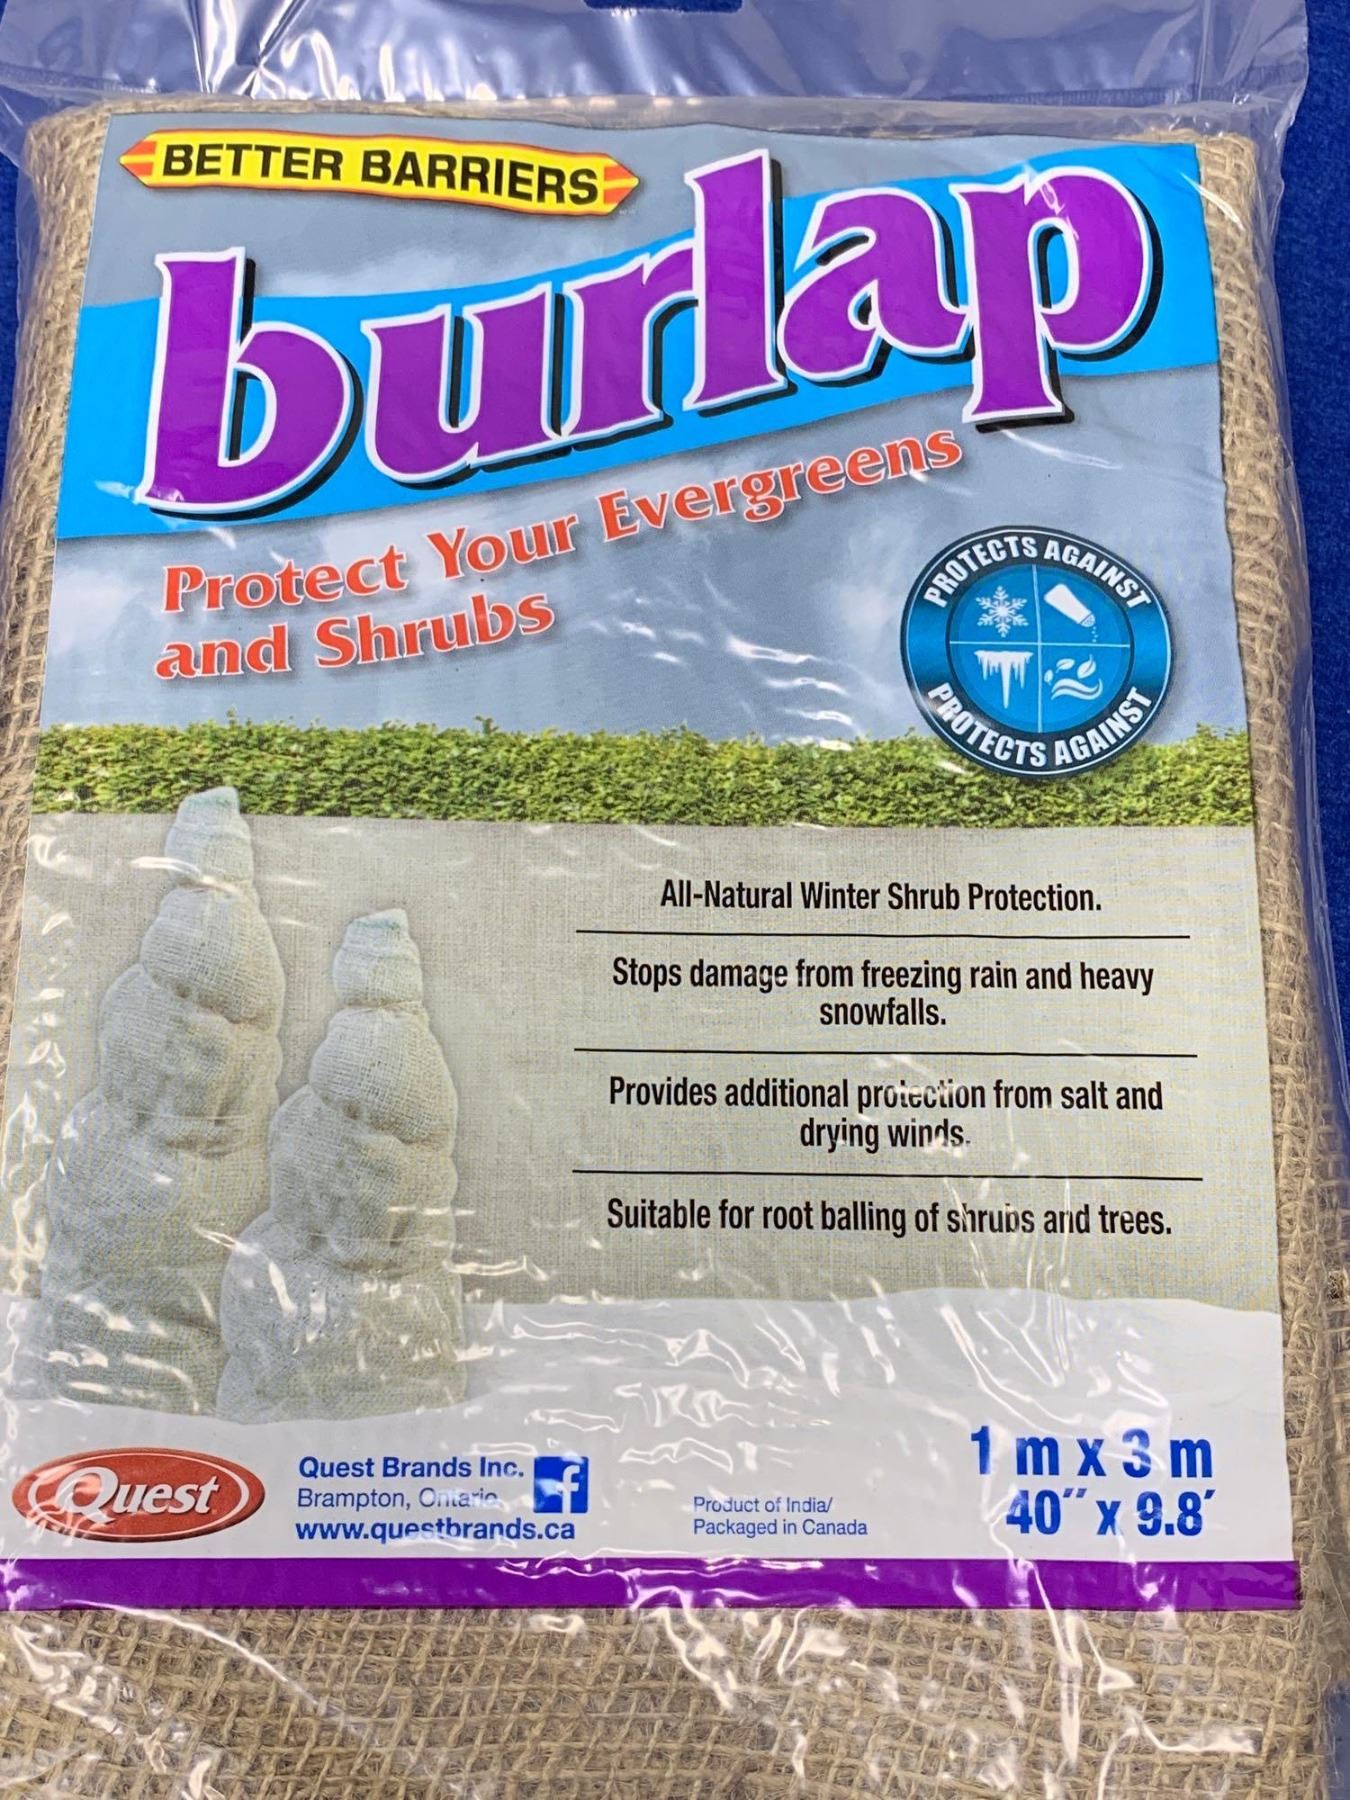 BETTER BARRIERS
burlap
Protect Your Evergreens
and Shrubs
PROTECTS AGAINST
PROTECTS AGAINST
All-Natural Winter Shrub Protection.
Stops damage from freezing rain and heavy
snowfalls.
Provides additional protection from salt and
drying winds.
Suitable for root balling of shrubs and trees.
Quest
Quest Brands Inc.
Brampton, Ontario
www.questbrands.ca
f
Product of India/
Packaged in Canada
1 m x 3 m
40" x 9.8'